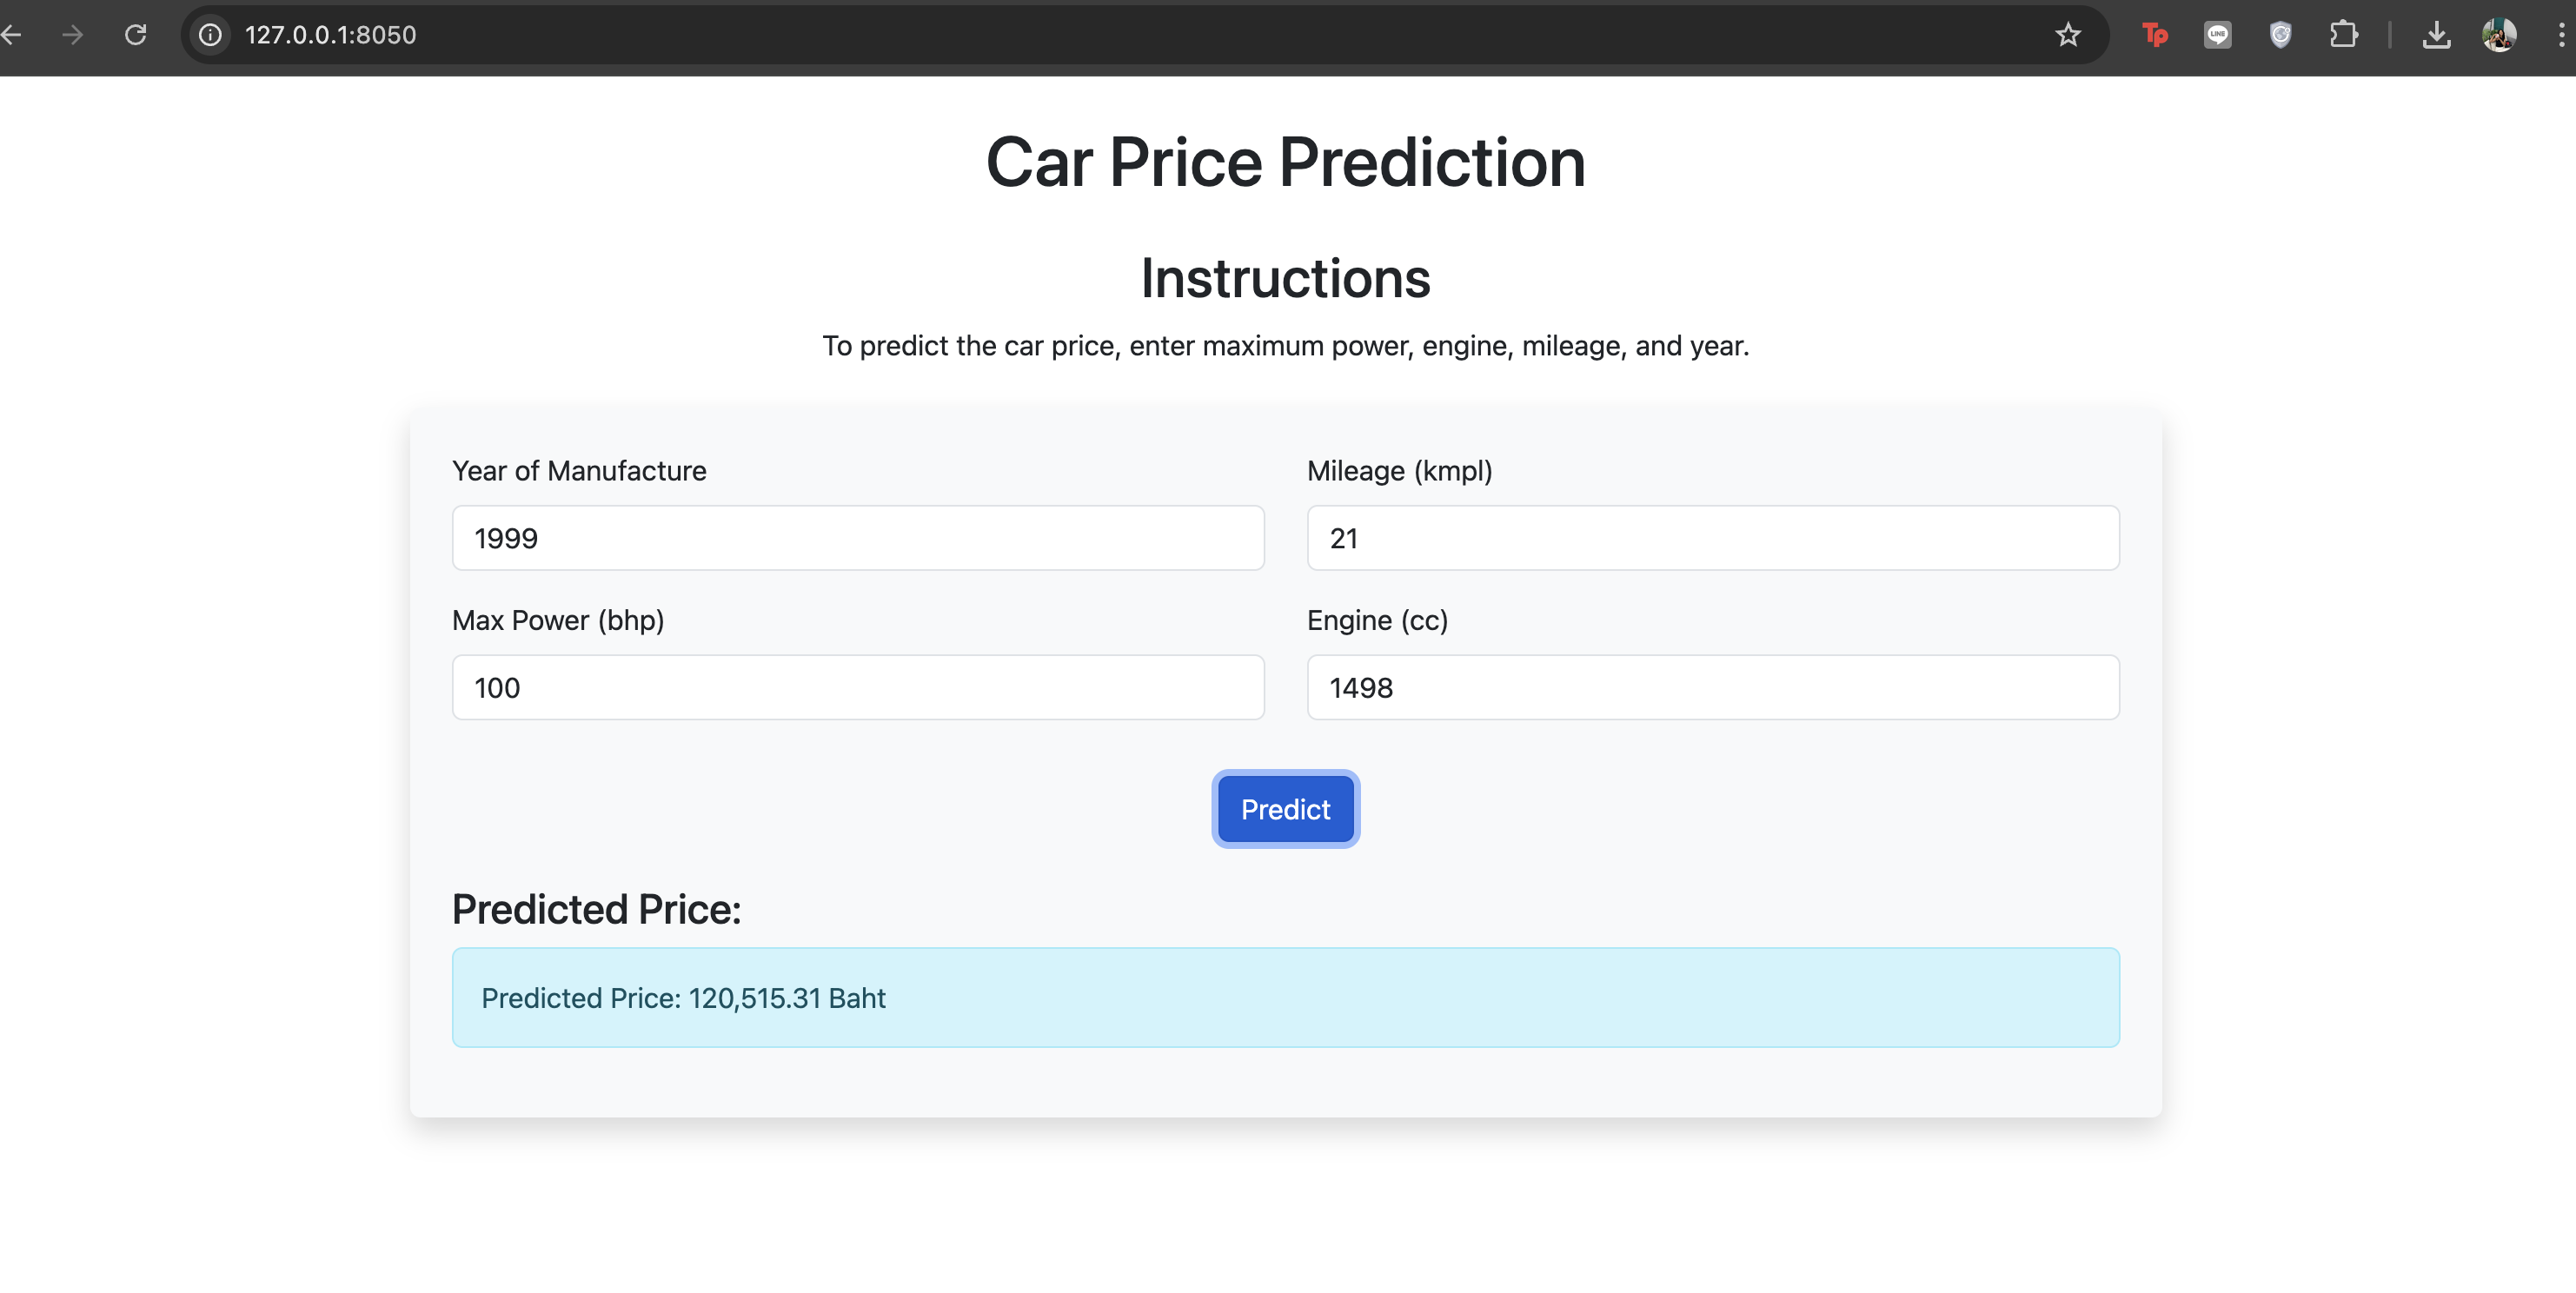 127.0.0.1:8050
Tp
LINE
Car Price Prediction
Instructions
To predict the car price, enter maximum power, engine, mileage, and year.
Year of Manufacture
Mileage (kmpl)
1999
21
Max Power (bhp)
Engine (cc)
100
1498
Predict
Predicted Price:
Predicted Price: 120,515.31 Baht